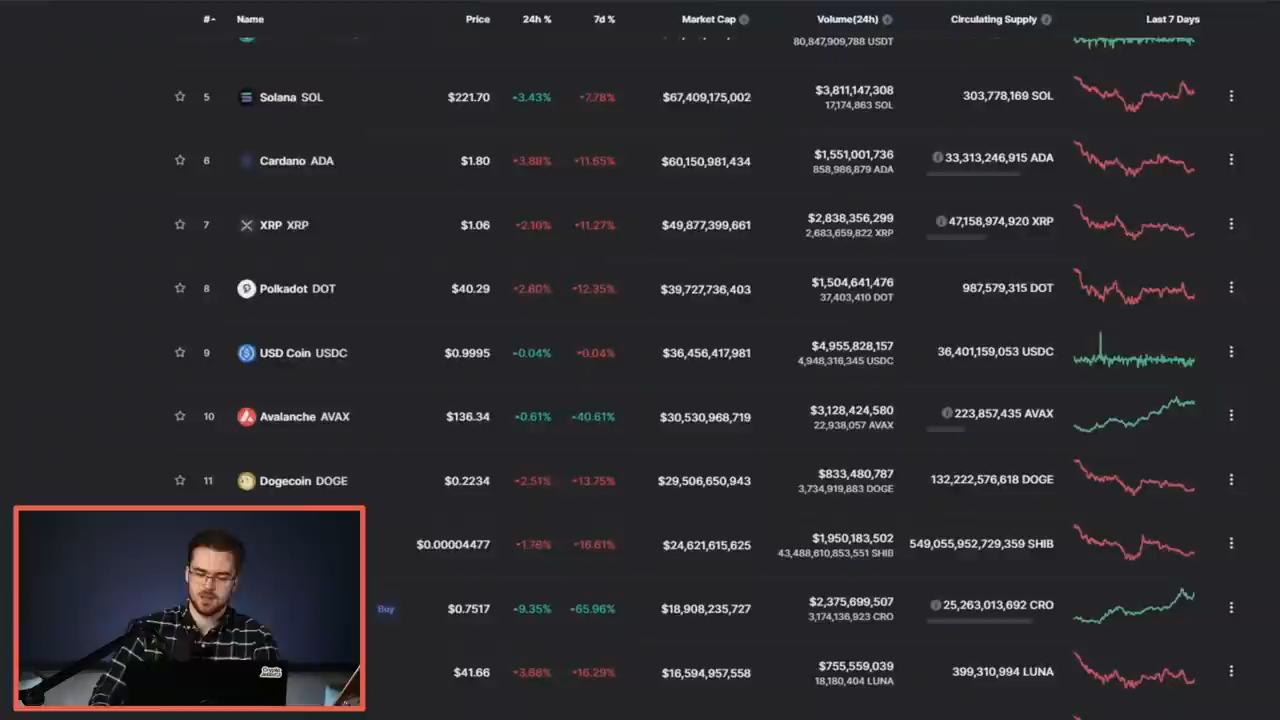 # Name Price 24h % 7d % Market Cap Volume(24h) Circulating Supply Last 7 Days
80,847,909,788 USDT
5 Solana SOL $221.70 3.43% 7.78% $67,409,175,002 $3,811,147,308 303,778,169 SOL
17,174,863 SOL
6 Cardano ADA $1.80 3.88% 11.65% $60,150,981,434 $1,551,001,736 33,313,246,915 ADA
858,986,879 ADA
7 XRP XRP $1.06 2.10% 11.27% $49,877,399,661 $2,838,356,299 47,158,974,920 XRP
2,683,659,822 XRP
8 Polkadot DOT $40.29 2.80% 12.35% $39,727,736,403 $1,504,641,476 987,579,315 DOT
37,403,410 DOT
9 USD Coin USDC $0.9995 0.04% 0.04% $36,456,417,981 $4,955,828,157 36,401,159,053 USDC
4,948,316,345 USDC
10 Avalanche AVAX $136.34 0.61% 40.61% $30,530,968,719 $3,128,424,580 223,857,435 AVAX
22,938,057 AVAX
11 Dogecoin DOGE $0.2234 2.51% 13.75% $29,506,650,943 $833,480,787 132,222,576,618 DOGE
3,734,919,883 DOGE
$0.00004477 1.76% 16.61% $24,621,615,625 $1,950,183,502 549,055,952,729,359 SHIB
43,488,610,853,551 SHIB
Buy $0.7517 9.35% 65.96% $18,908,235,727 $2,375,699,507 25,263,013,692 CRO
3,174,136,923 CRO
$41.66 3.68% 16.29% $16,594,957,558 $755,559,039 399,310,994 LUNA
18,180,404 LUNA